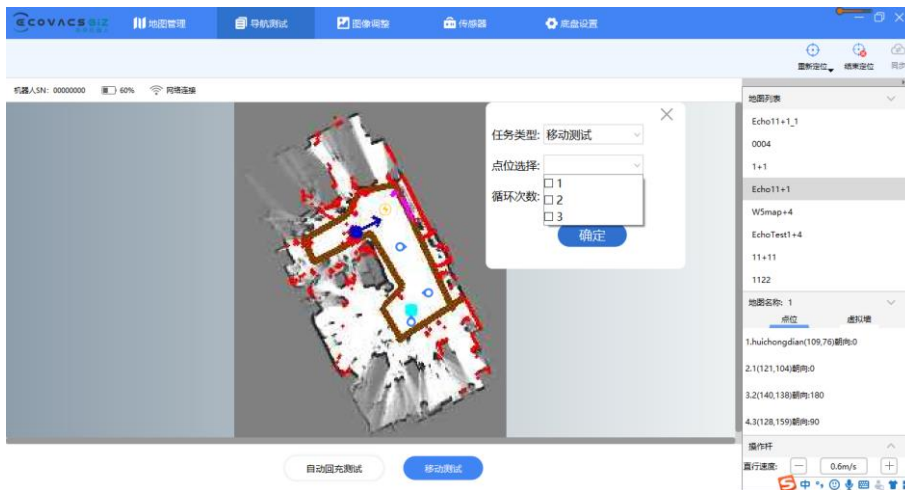 ECOVACS BIZ
地图管理
导航测试
图像调整
传感器
底盘设置
重新定位
结束定位
同步
机器人SN: 00000000
60%
网络连接
任务类型: 移动测试
点位选择:
1
循环次数:
2
3
确定
地图列表
Echo11+1_1
0004
1+1
Echo11+1
W5map+4
EchoTest1+4
11+11
1122
地图名称: 1
点位 虚拟墙
1.huichongdian(109,76)朝向:0
2.1(121,104)朝向:0
3.2(140,138)朝向:180
4.3(128,159)朝向:90
操作杆
直行速度: 0.6m/s
自动回充测试
移动测试
中